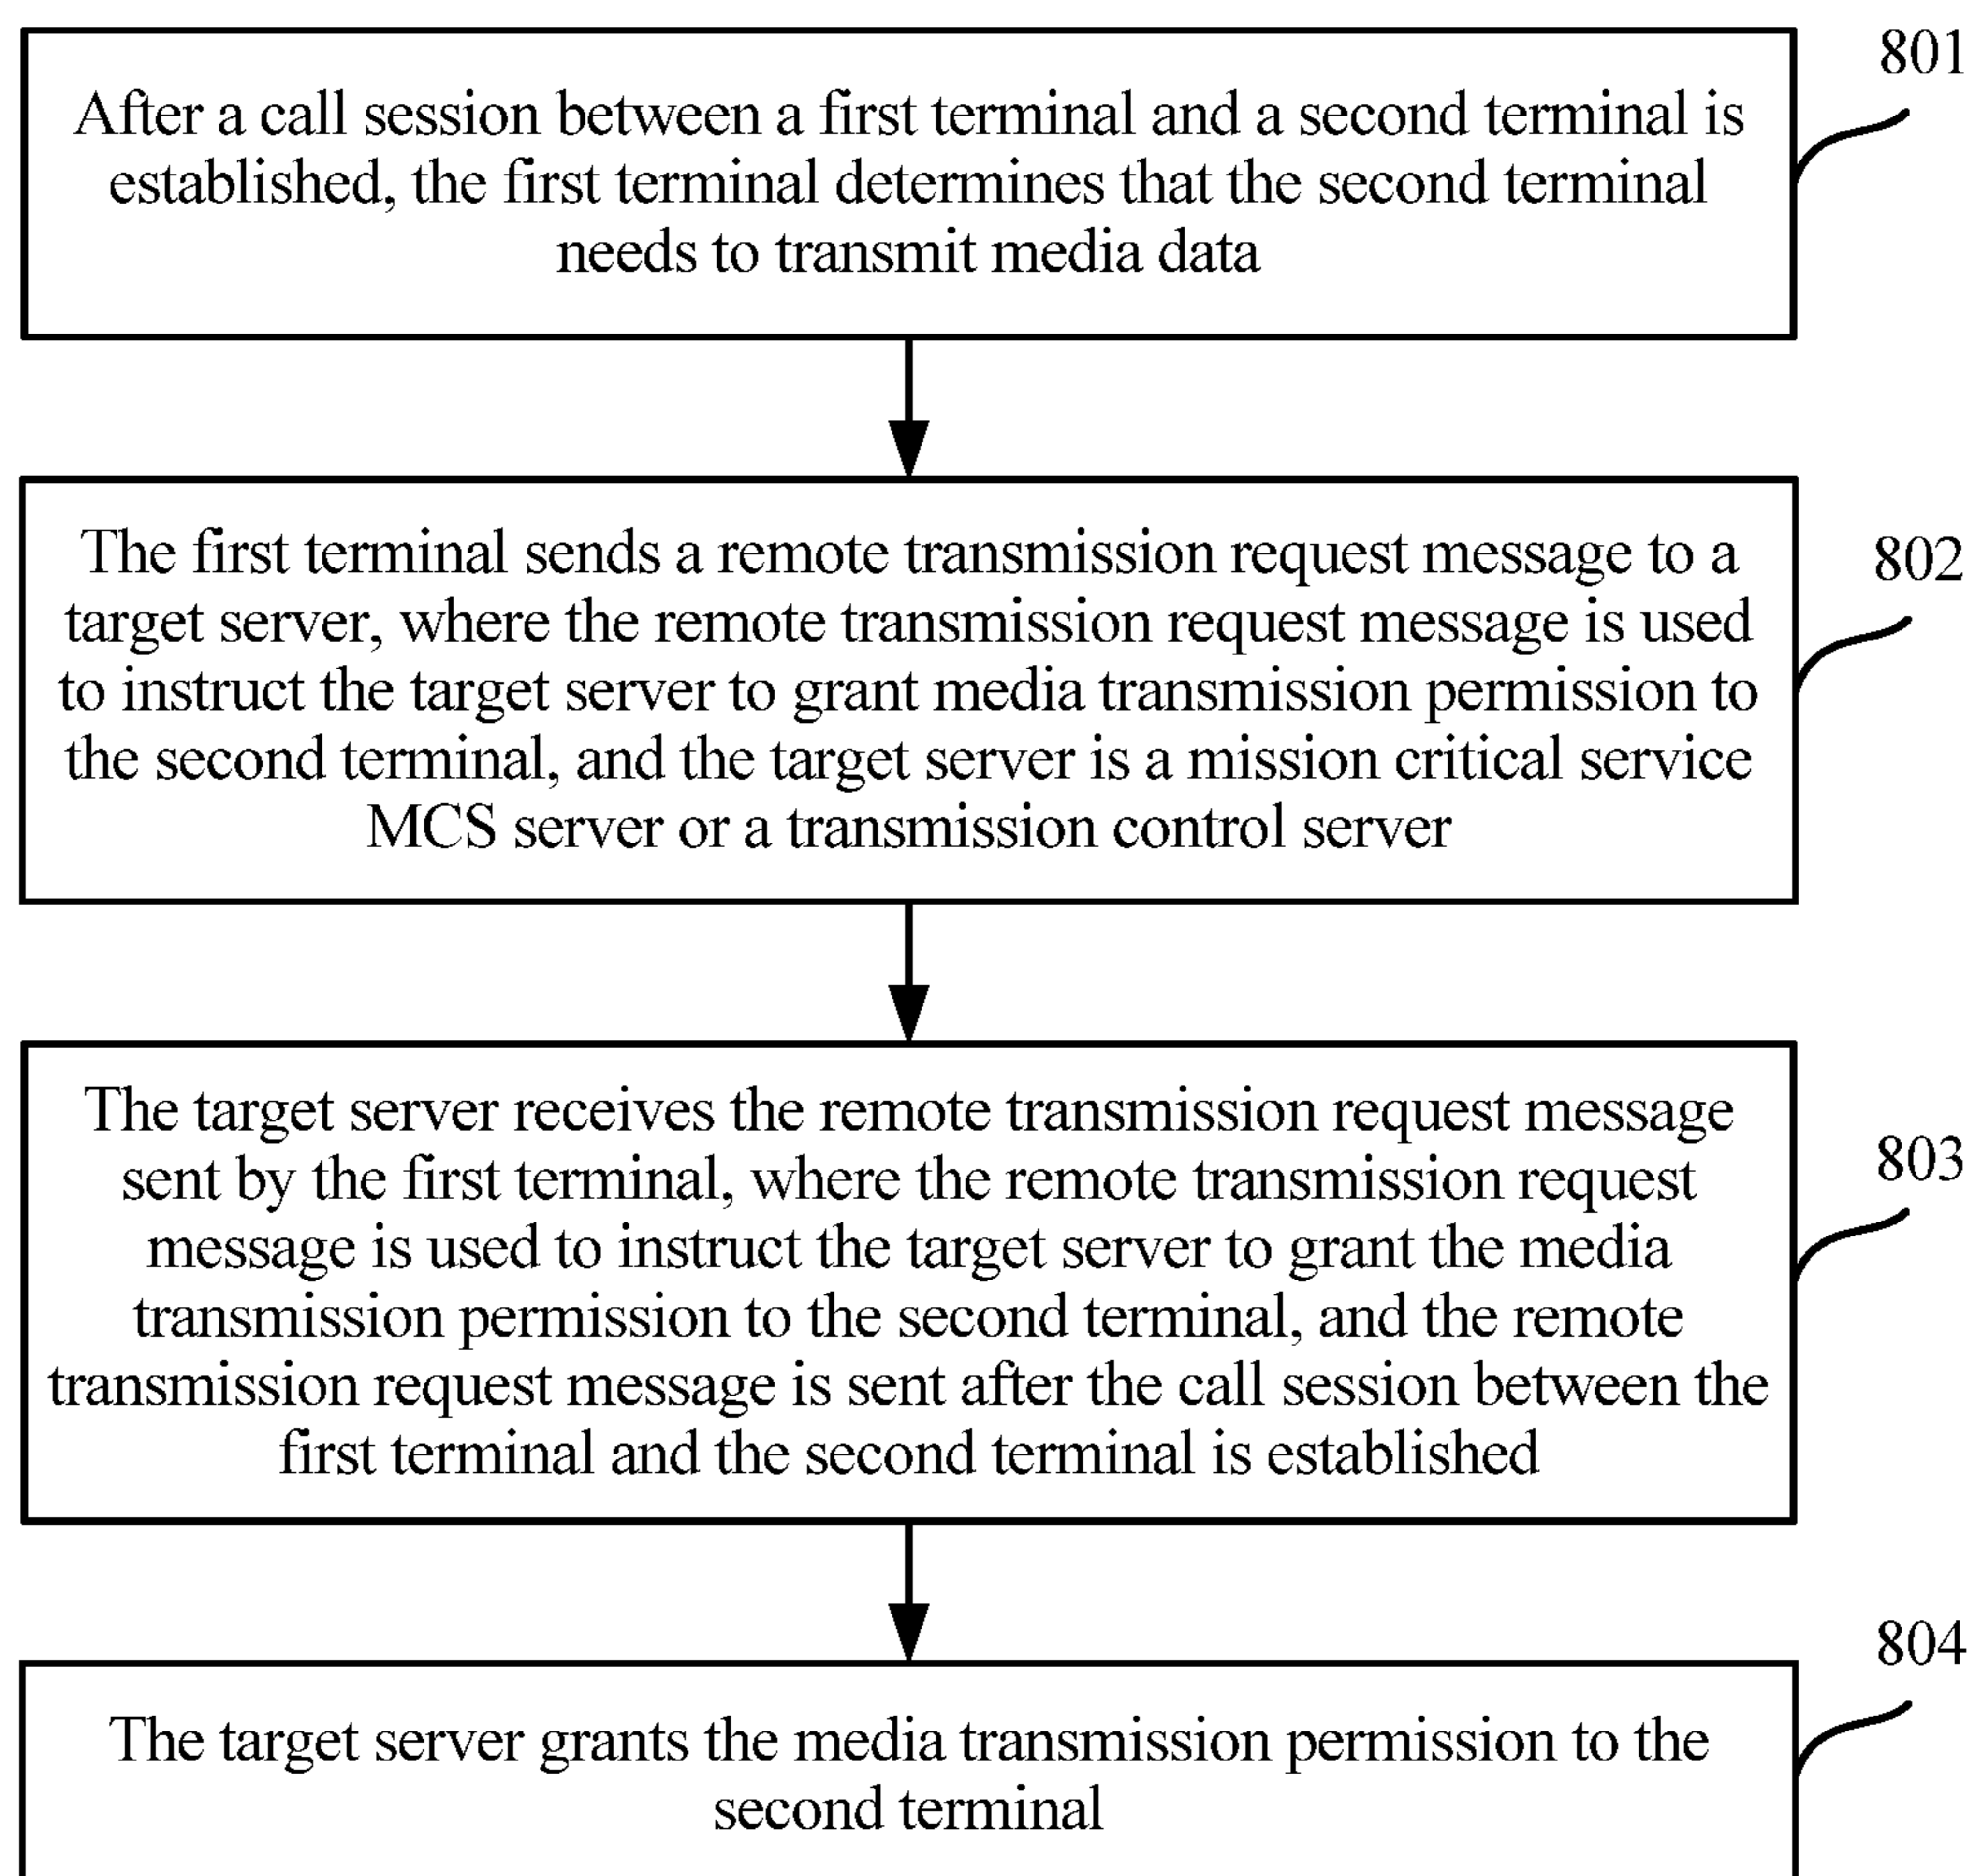 801
After a call session between a first terminal and a second terminal is
established, the first terminal determines that the second terminal
needs to transmit media data
802
The first terminal sends a remote transmission request message to a
target server, where the remote transmission request message is used
to instruct the target server to grant media transmission permission to
the second terminal, and the target server is a mission critical service
MCS server or a transmission control server
803
The target server receives the remote transmission request message
sent by the first terminal, where the remote transmission request
message is used to instruct the target server to grant the media
transmission permission to the second terminal, and the remote
transmission request message is sent after the call session between the
first terminal and the second terminal is established
804
The target server grants the media transmission permission to the
second terminal